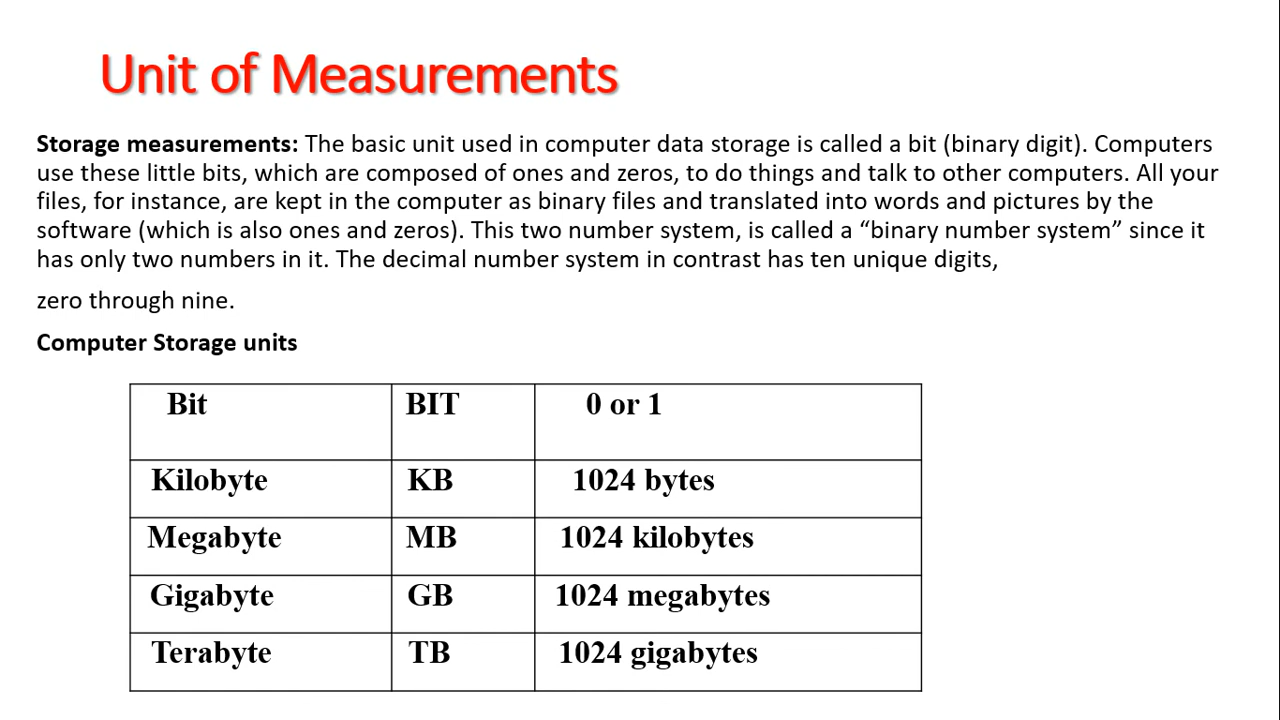 Unit of Measurements
Storage measurements: The basic unit used in computer data storage is called a bit (binary digit). Computers
use these little bits, which are composed of ones and zeros, to do things and talk to other computers. All your
files, for instance, are kept in the computer as binary files and translated into words and pictures by the
software (which is also ones and zeros). This two number system, is called a “binary number system” since it
has only two numbers in it. The decimal number system in contrast has ten unique digits,
zero through nine.
Computer Storage units
Bit BIT 0 or 1
Kilobyte KB 1024 bytes
Megabyte MB 1024 kilobytes
Gigabyte GB 1024 megabytes
Terabyte TB 1024 gigabytes